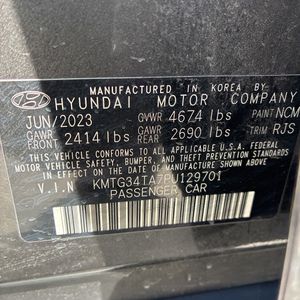 MANUFACTURED IN KOREA BY
HYUNDAI MOTOR COMPANY
JUN/2023 GVWR 4674 lbs PAINT NCM
GAWR FRONT 2414 lbs GAWR REAR 2690 lbs TRIM RJS
THIS VEHICLE CONFORMS TO ALL APPLICABLE U.S.A. FEDERAL
MOTOR VEHICLE SAFETY, BUMPER, AND THEFT PREVENTION
STANDARDS IN EFFECT ON THE DATE OF MANUFACTURE SHOWN ABOVE.
V.I.N. KMTG34TA7PU129701
PASSENGER CAR